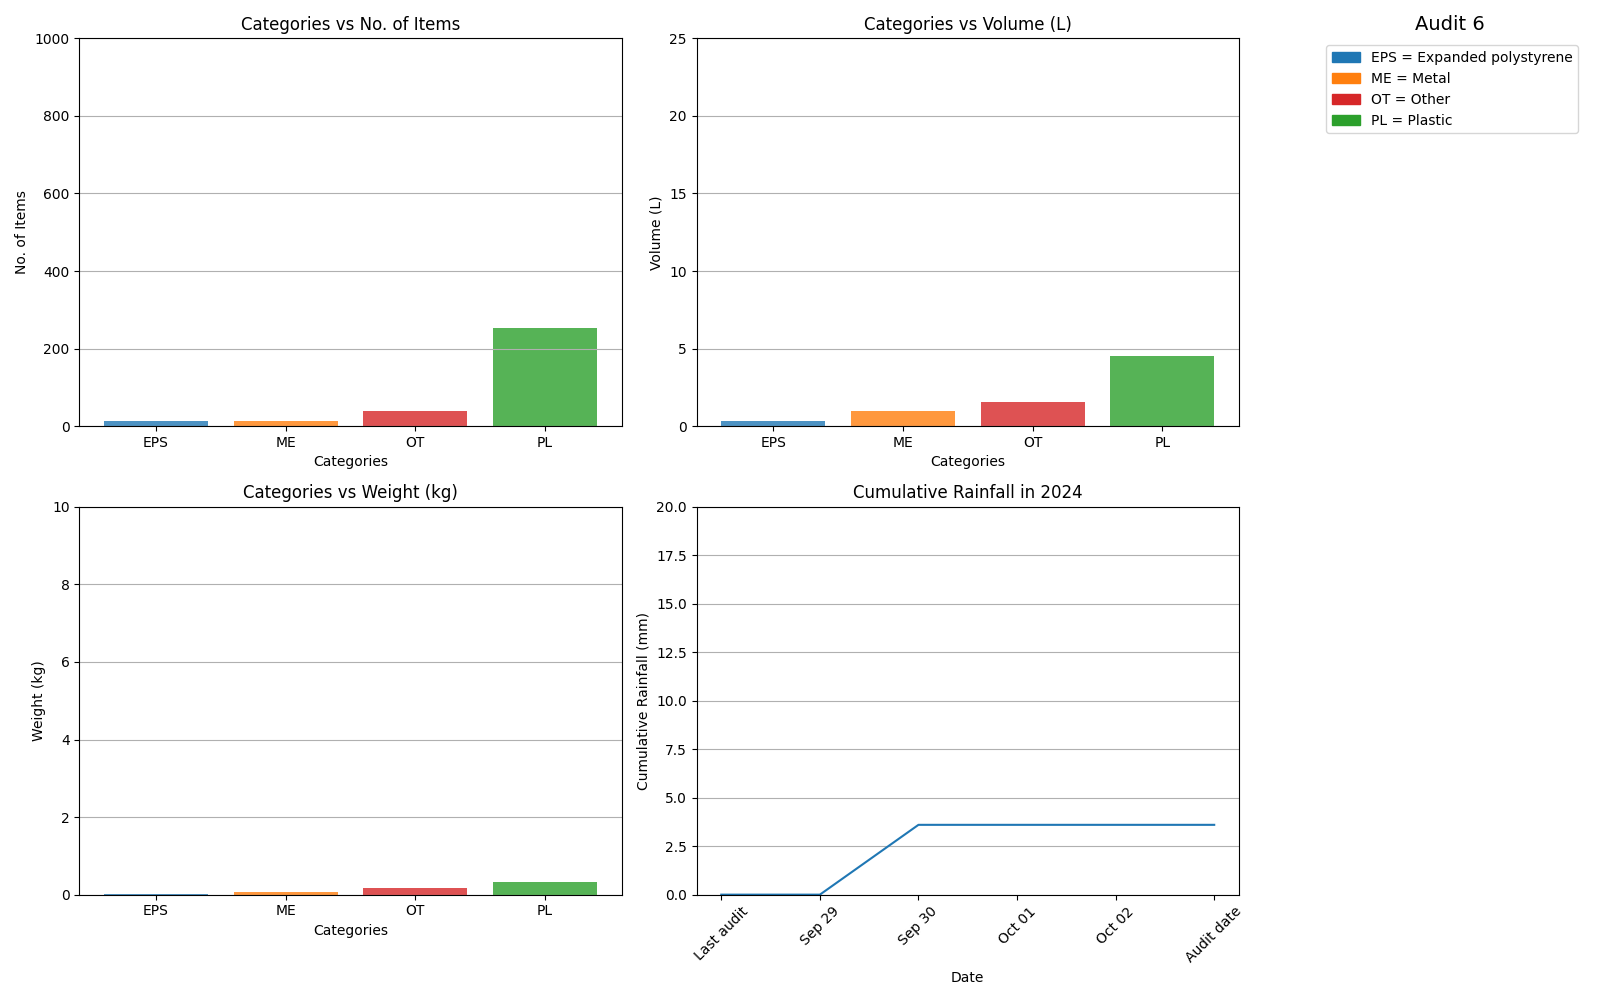 Categories vs No. of Items
1000
800
600
400
200
0
No. of Items
EPS ME OT PL
Categories
Categories vs Volume (L)
25
20
15
10
5
0
Volume (L)
EPS ME OT PL
Categories
Audit 6
EPS = Expanded polystyrene
ME = Metal
OT = Other
PL = Plastic
Categories vs Weight (kg)
10
8
6
4
2
0
Weight (kg)
EPS ME OT PL
Categories
Cumulative Rainfall in 2024
20.0
17.5
15.0
12.5
10.0
7.5
5.0
2.5
0.0
Cumulative Rainfall (mm)
Last audit
Sep 29
Sep 30
Oct 01
Oct 02
Audit date
Date